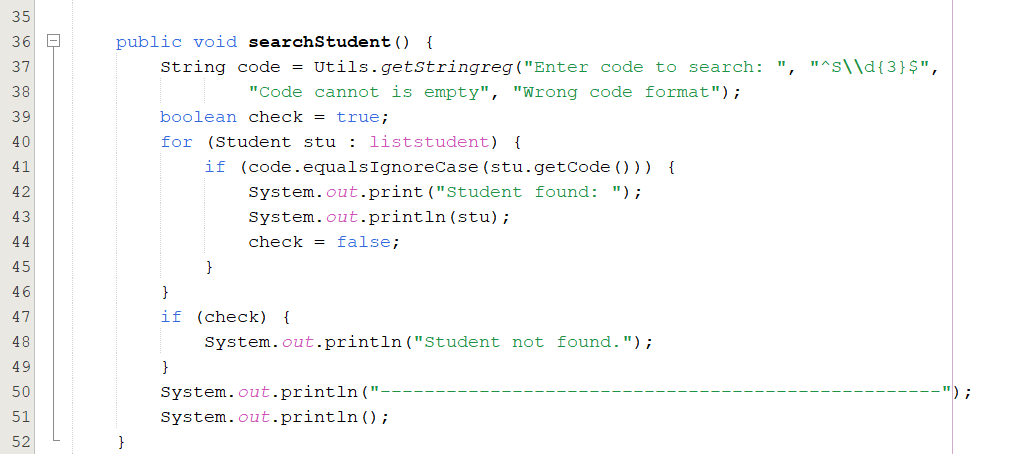 35
36 public void searchStudent() {
37 String code = Utils.getStringreg("Enter code to search: ", "^S\\d{3}$",
38 "Code cannot is empty", "Wrong code format");
39 boolean check = true;
40 for (Student stu : liststudent) {
41 if (code.equalsIgnoreCase(stu.getCode())) {
42 System.out.print("Student found: ");
43 System.out.println(stu);
44 check = false;
45 }
46 }
47 if (check) {
48 System.out.println("Student not found.");
49 }
50 System.out.println("---------------------------------------------------");
51 System.out.println();
52 }